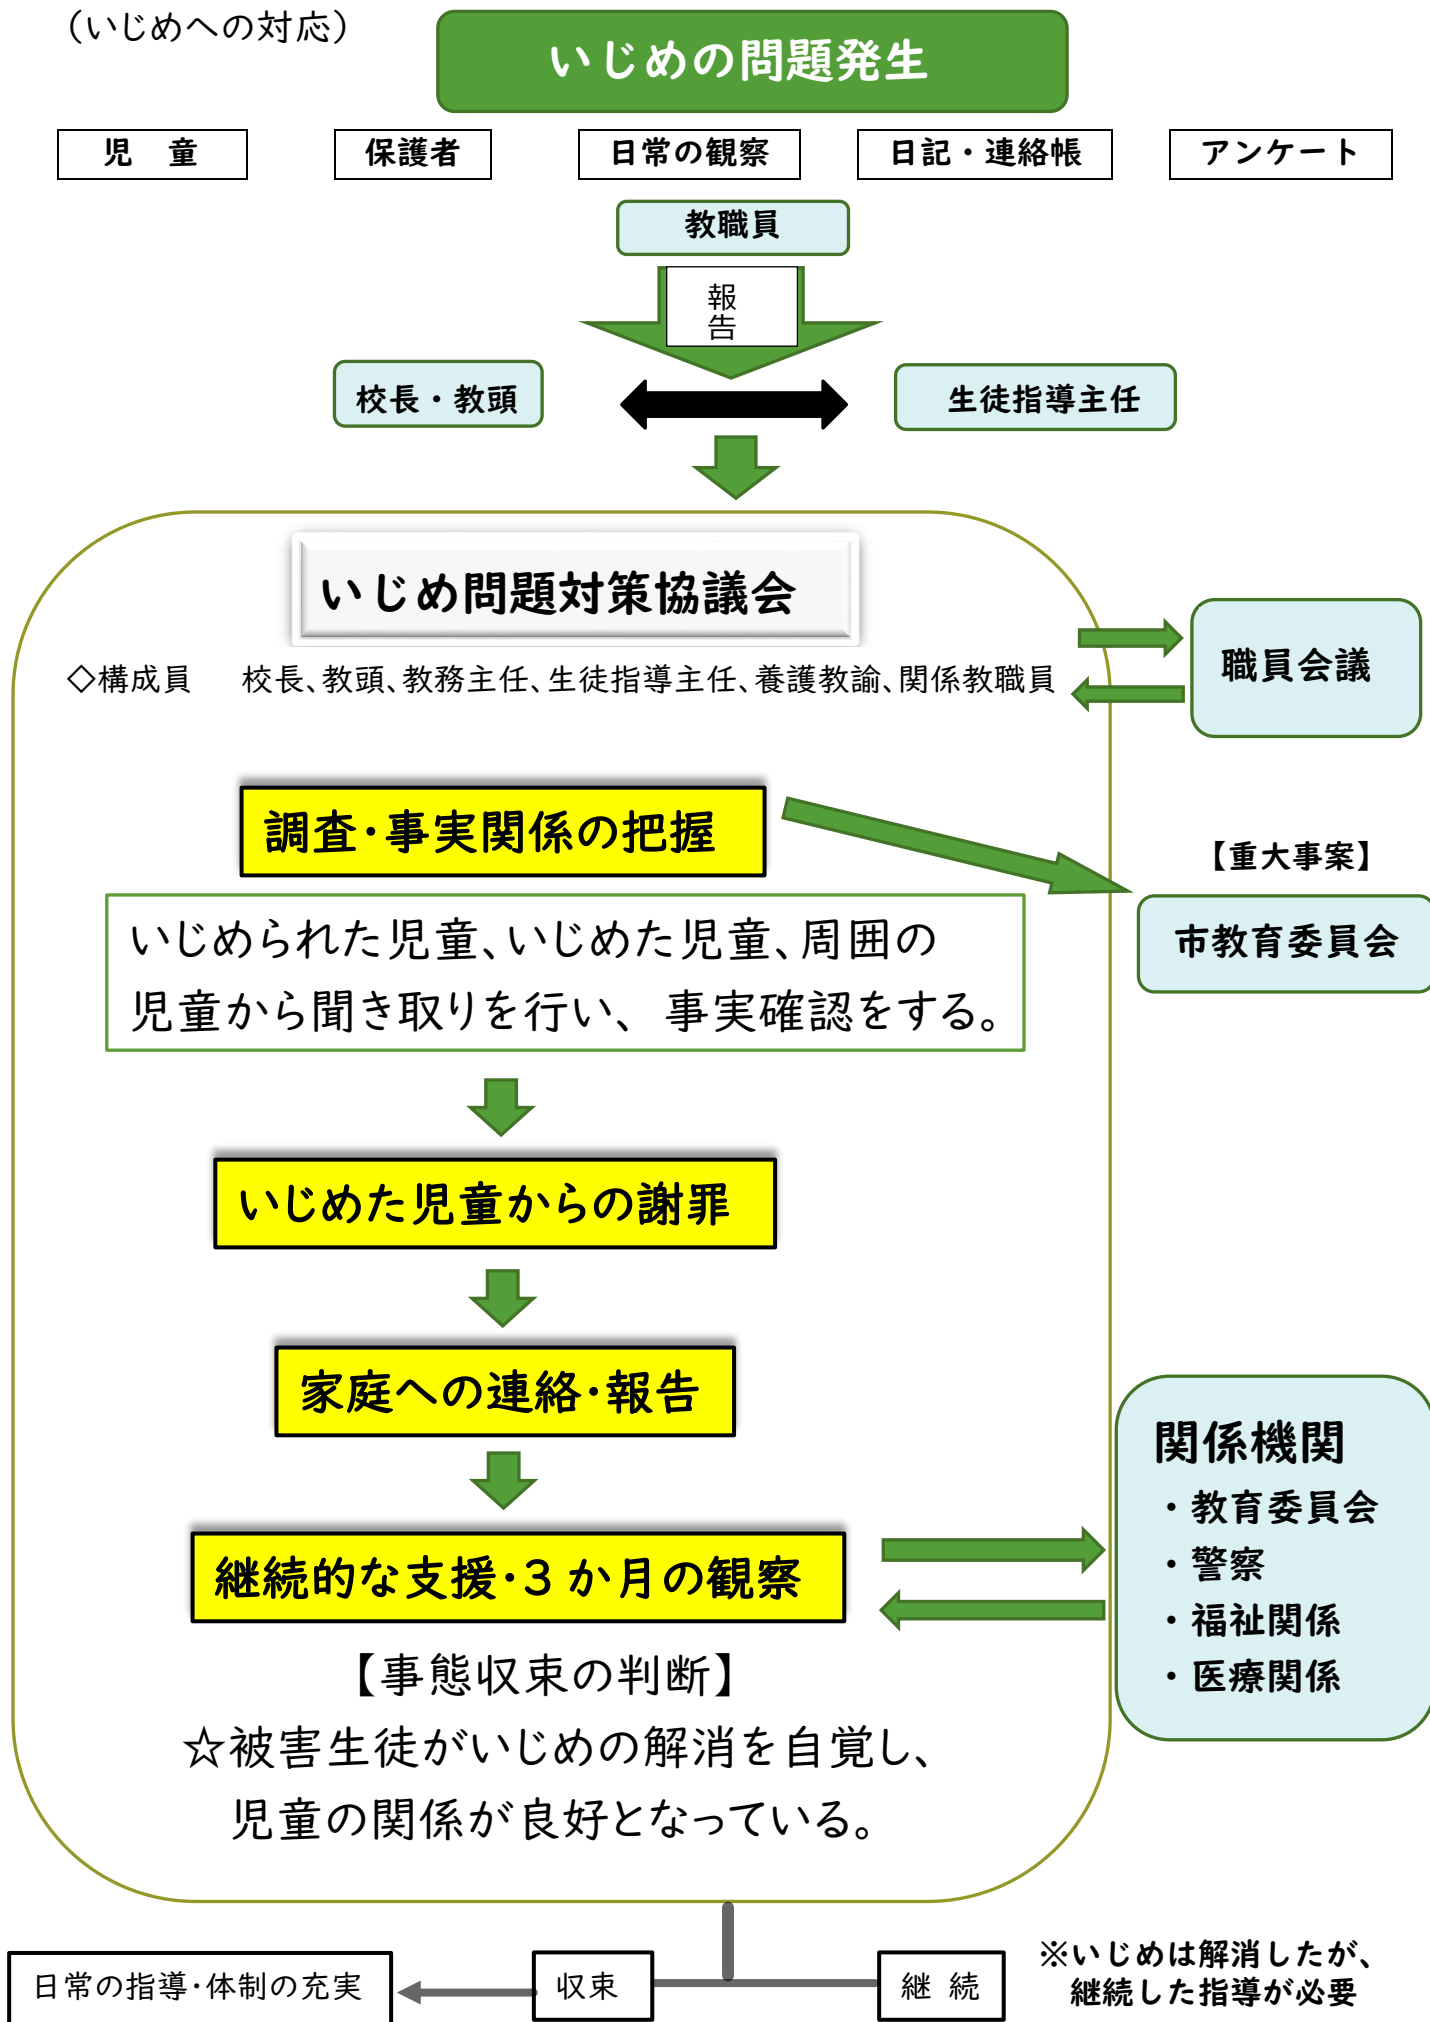 （いじめへの対応）
いじめの問題発生
児　童
保護者
日常の観察
日記・連絡帳
アンケート
教職員
報
告
校長・教頭
生徒指導主任
いじめ問題対策協議会
◇構成員　校長、教頭、教務主任、生徒指導主任、養護教諭、関係教職員
職員会議
調査・事実関係の把握
【重大事案】
市教育委員会
いじめられた児童、いじめた児童、周囲の
児童から聞き取りを行い、事実確認をする。
いじめた児童からの謝罪
家庭への連絡・報告
関係機関
・教育委員会
・警察
・福祉関係
・医療関係
継続的な支援・3か月の観察
【事態収束の判断】
☆被害生徒がいじめの解消を自覚し、
児童の関係が良好となっている。
日常の指導・体制の充実
収束
継 続
※いじめは解消したが、
継続した指導が必要